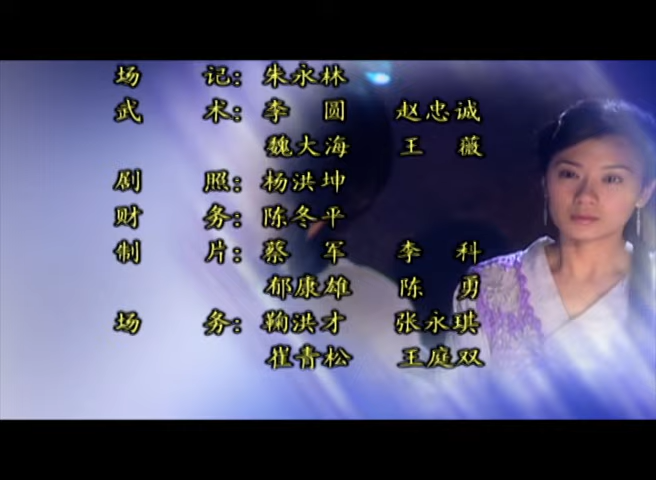 场 记：朱永林
武 术：李 圆 赵忠诚
魏大海 王 薇
剧 照：杨洪坤
财 务：陈冬平
制 片：蔡 军 李 科
郁康雄 陈 勇
场 务：鞠洪才 张永琪
崔青松 王庭双